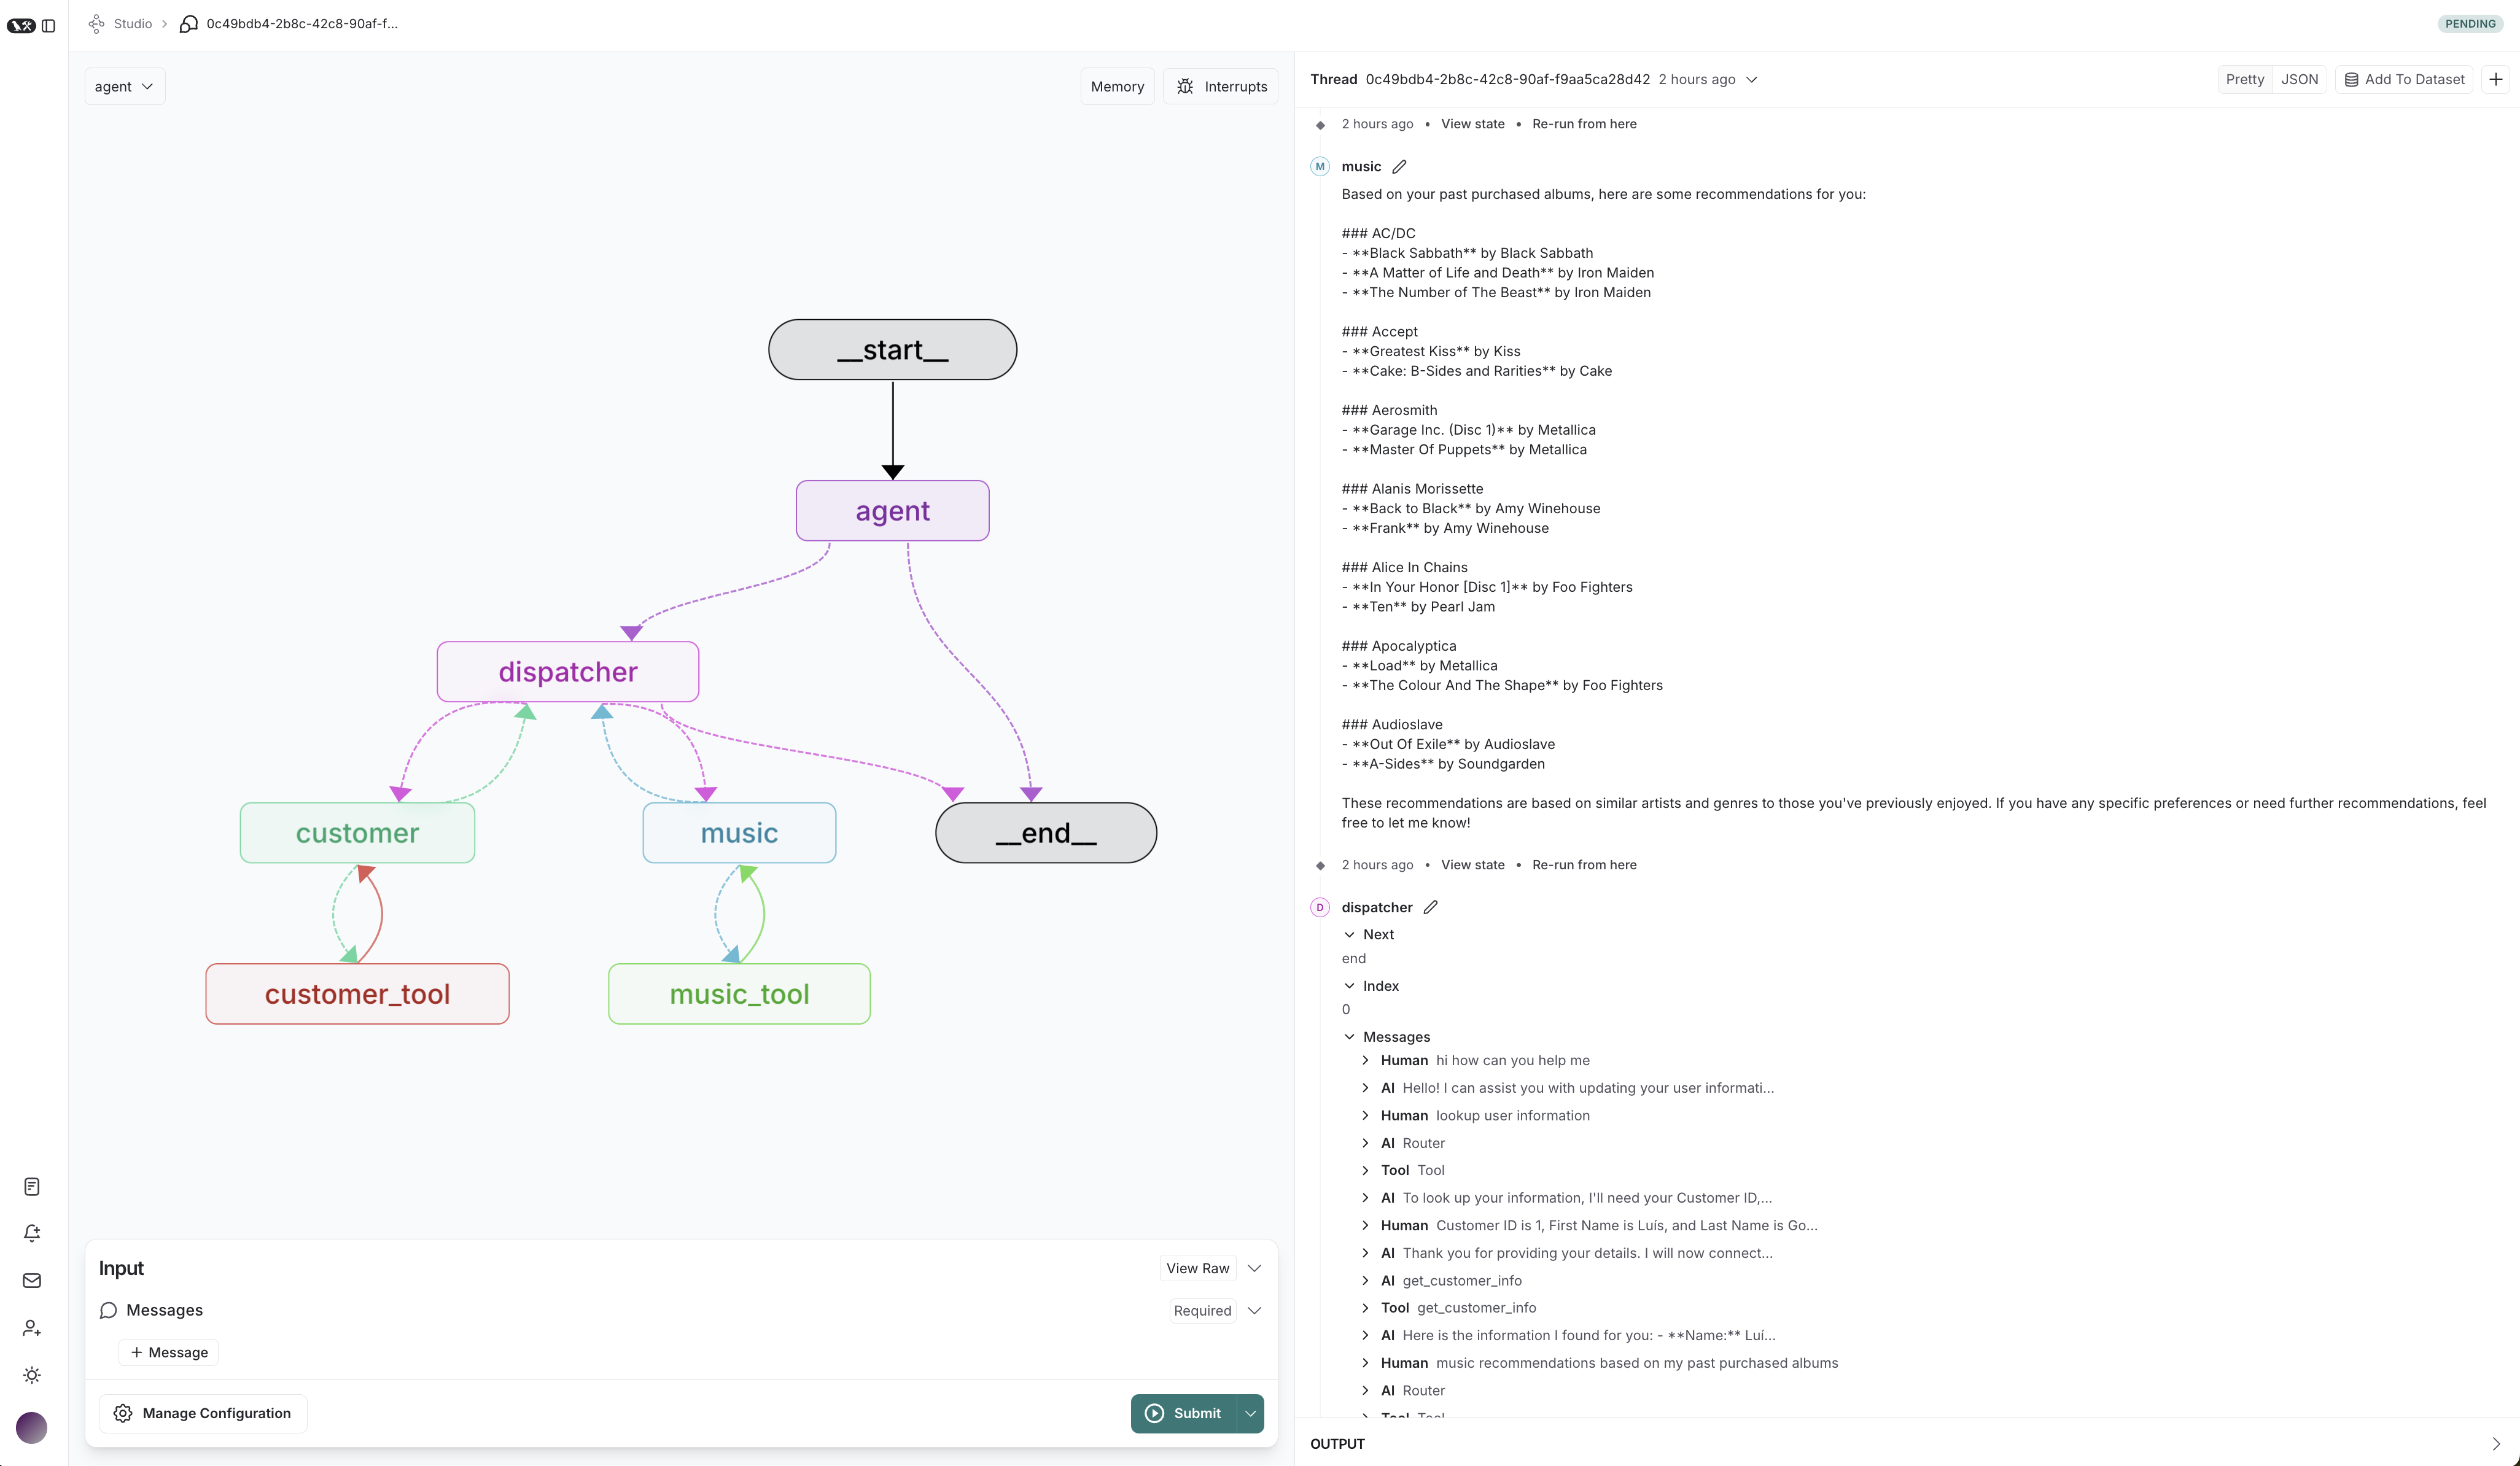 Studio
0c49bdb4-2b8c-42c8-90af-f...
PENDING
agent
Memory
Interrupts
__start__
agent
dispatcher
customer
music
__end__
customer_tool
music_tool
Input
View Raw
Messages
Required
+ Message
Manage Configuration
Submit
Thread 0c49bdb4-2b8c-42c8-90af-f9aa5ca28d42 2 hours ago
Pretty
JSON
Add To Dataset
2 hours ago • View state • Re-run from here
M music
Based on your past purchased albums, here are some recommendations for you:
### AC/DC
- **Black Sabbath** by Black Sabbath
- **A Matter of Life and Death** by Iron Maiden
- **The Number of The Beast** by Iron Maiden
### Accept
- **Greatest Kiss** by Kiss
- **Cake: B-Sides and Rarities** by Cake
### Aerosmith
- **Garage Inc. (Disc 1)** by Metallica
- **Master Of Puppets** by Metallica
### Alanis Morissette
- **Back to Black** by Amy Winehouse
- **Frank** by Amy Winehouse
### Alice In Chains
- **In Your Honor [Disc 1]** by Foo Fighters
- **Ten** by Pearl Jam
### Apocalyptica
- **Load** by Metallica
- **The Colour And The Shape** by Foo Fighters
### Audioslave
- **Out Of Exile** by Audioslave
- **A-Sides** by Soundgarden
These recommendations are based on similar artists and genres to those you've previously enjoyed. If you have any specific preferences or need further recommendations, feel
free to let me know!
2 hours ago • View state • Re-run from here
D dispatcher
Next
end
Index
0
Messages
Human hi how can you help me
AI Hello! I can assist you with updating your user informati...
Human lookup user information
AI Router
Tool Tool
AI To look up your information, I'll need your Customer ID,...
Human Customer ID is 1, First Name is Luís, and Last Name is Go...
AI Thank you for providing your details. I will now connect...
AI get_customer_info
Tool get_customer_info
AI Here is the information I found for you: - **Name:** Luí...
Human music recommendations based on my past purchased albums
AI Router
Tool Tool
OUTPUT